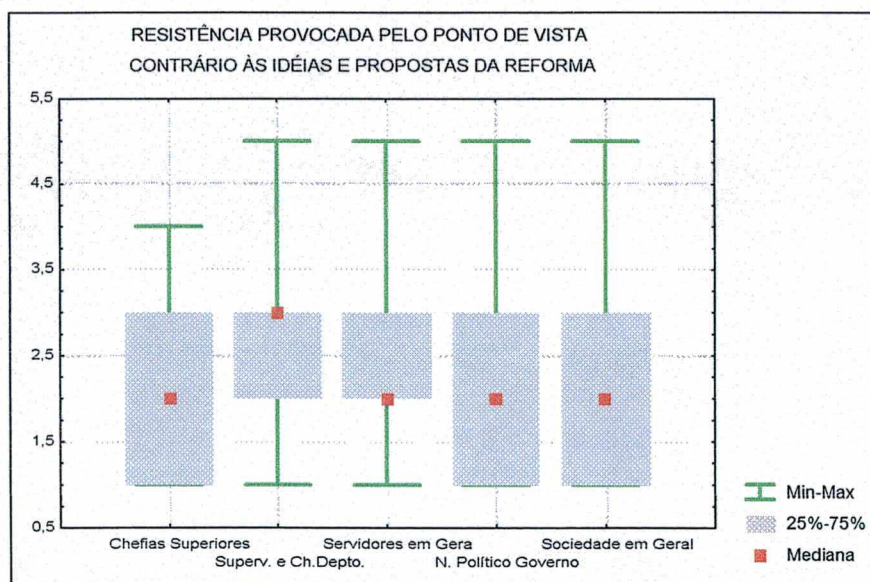 RESISTÊNCIA PROVOCADA PELO PONTO DE VISTA
CONTRÁRIO ÀS IDÉIAS E PROPOSTAS DA REFORMA
5,5
4,5
3,5
2,5
1,5
0,5
Chefias Superiores
Servidores em Gera
Sociedade em Geral
Superv. e Ch.Depto.
N. Político Governo
Min-Max
25%-75%
Mediana